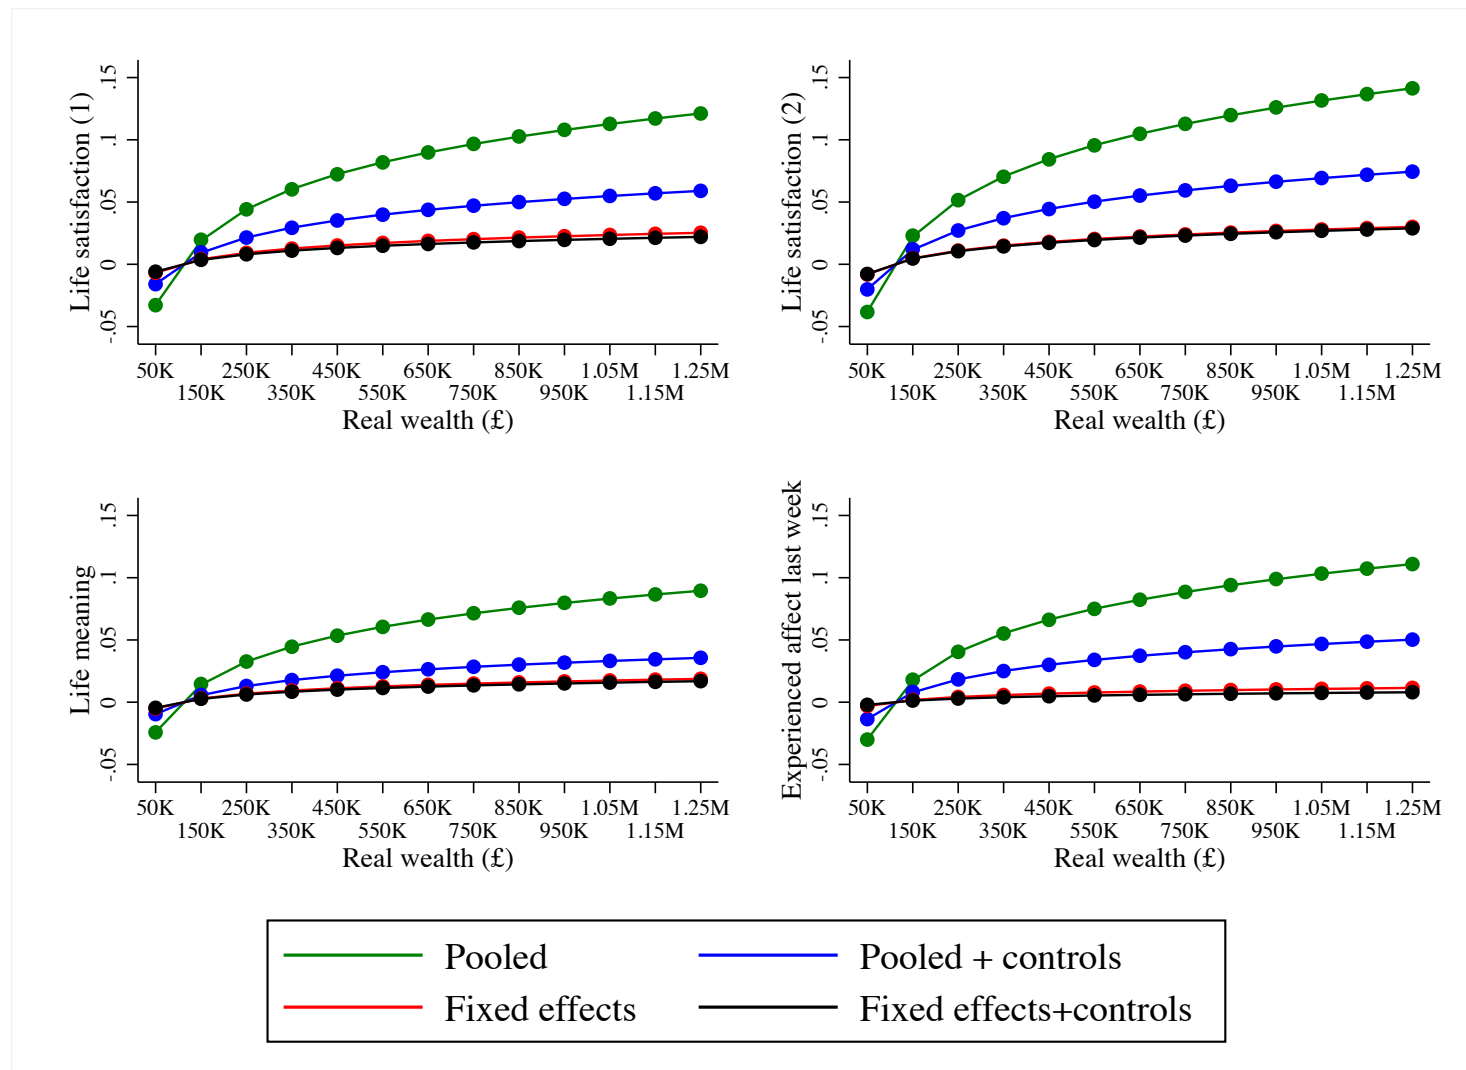 Life satisfaction (1)
.15
.1
.05
0
-.05
50K 250K 450K 650K 850K 1.05M 1.25M
150K 350K 550K 750K 950K 1.15M
Real wealth (£)
Life satisfaction (2)
.15
.1
.05
0
-.05
50K 250K 450K 650K 850K 1.05M 1.25M
150K 350K 550K 750K 950K 1.15M
Real wealth (£)
Life meaning
.15
.1
.05
0
-.05
50K 250K 450K 650K 850K 1.05M 1.25M
150K 350K 550K 750K 950K 1.15M
Real wealth (£)
Experienced affect last week
.15
.1
.05
0
-.05
50K 250K 450K 650K 850K 1.05M 1.25M
150K 350K 550K 750K 950K 1.15M
Real wealth (£)
Pooled Pooled + controls
Fixed effects Fixed effects+controls